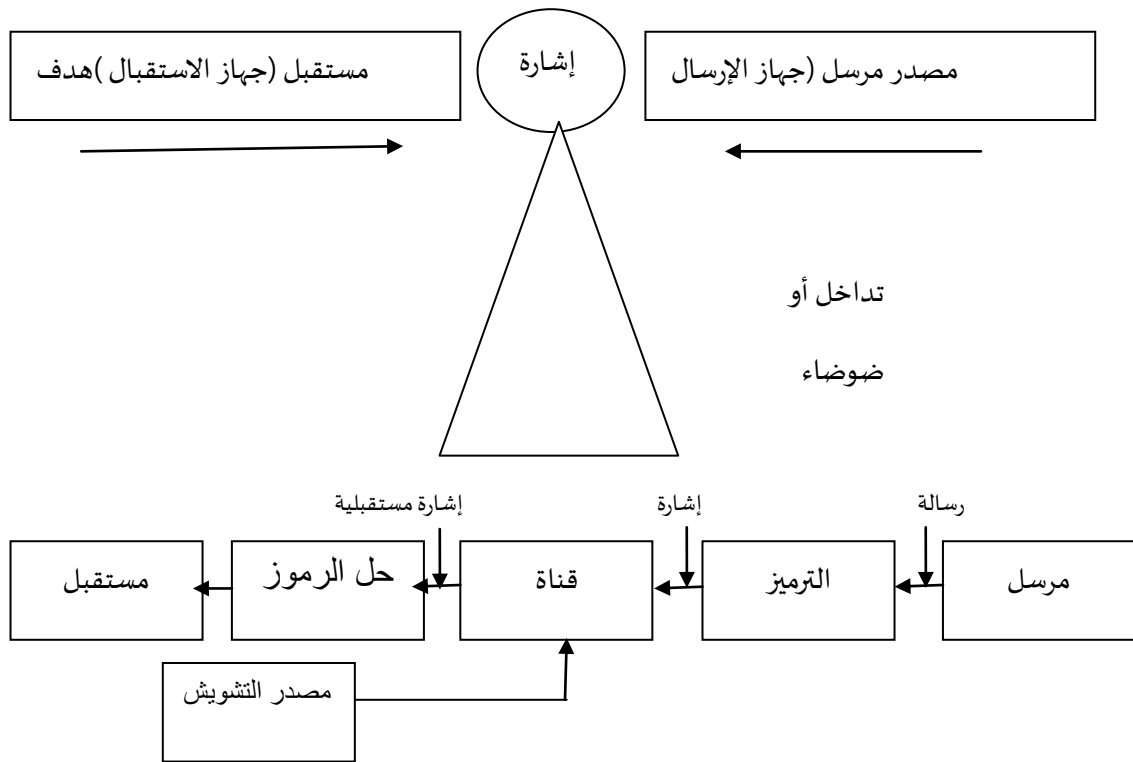 مصدر مرسل (جهاز الإرسال
إشارة
مستقبل (جهاز الاستقبال )هدف
تداخل أو
ضوضاء
رسالة
إشارة
إشارة مستقبلية
مرسل
الترميز
قناة
حل الرموز
مستقبل
مصدر التشويش